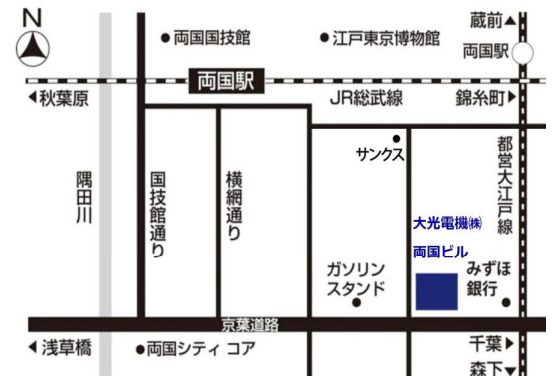 N
蔵前▲
●両国国技館
●江戸東京博物館
両国駅
両国駅
◀秋葉原
JR総武線
錦糸町▶
サンクス
都営大江戸線
隅田川
国技館通り
横網通り
大光電機㈱
両国ビル
ガソリン
スタンド
みずほ
銀行
京葉道路
◀浅草橋
●両国シティ コア
千葉▶
森下▼